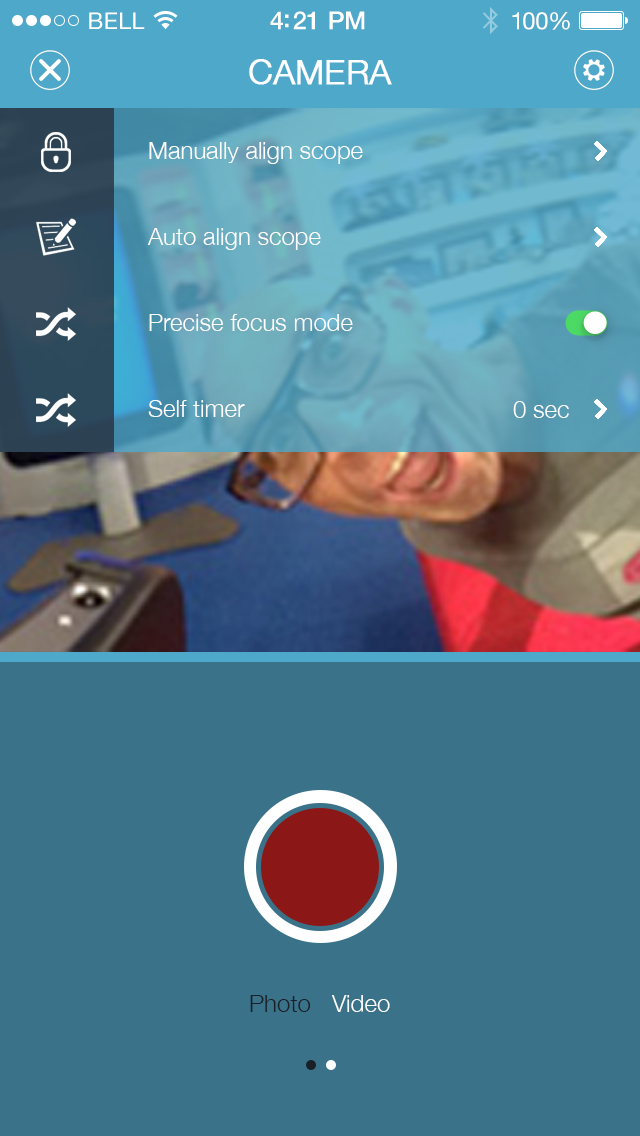 BELL 4:21 PM 100%
CAMERA
Manually align scope
Auto align scope
Precise focus mode
Self timer 0 sec
Photo Video